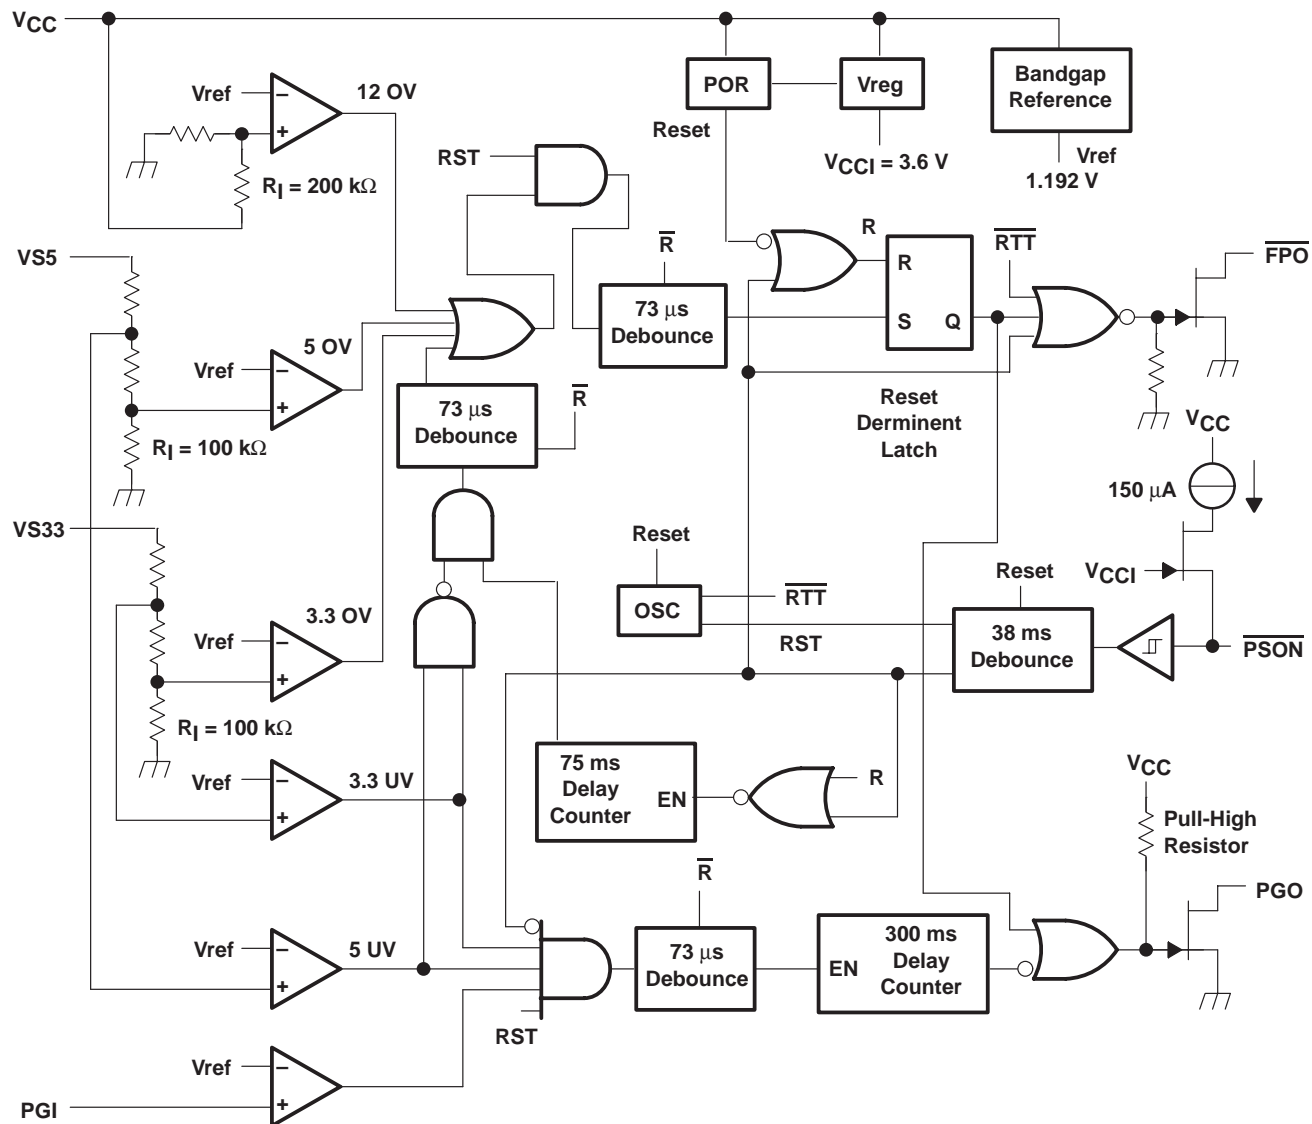 VCC
Vref
12 OV
RI = 200 kΩ
POR
Reset
Vreg
VCCI = 3.6 V
Bandgap
Reference
Vref
1.192 V
RST
VS5
R̅
73 μs
Debounce
R
R
S
Q
R̅T̅T̅
F̅P̅O̅
Vref
5 OV
RI = 100 kΩ
73 μs
Debounce
R̅
Reset
Derminent
Latch
VCC
150 μA
VS33
Reset
OSC
R̅T̅T̅
RST
Reset
38 ms
Debounce
VCCI
P̅S̅O̅N̅
Vref
3.3 OV
RI = 100 kΩ
Vref
3.3 UV
75 ms
Delay
Counter
EN
R
VCC
Pull-High
Resistor
PGO
Vref
5 UV
R̅
73 μs
Debounce
EN
300 ms
Delay
Counter
RST
Vref
PGI